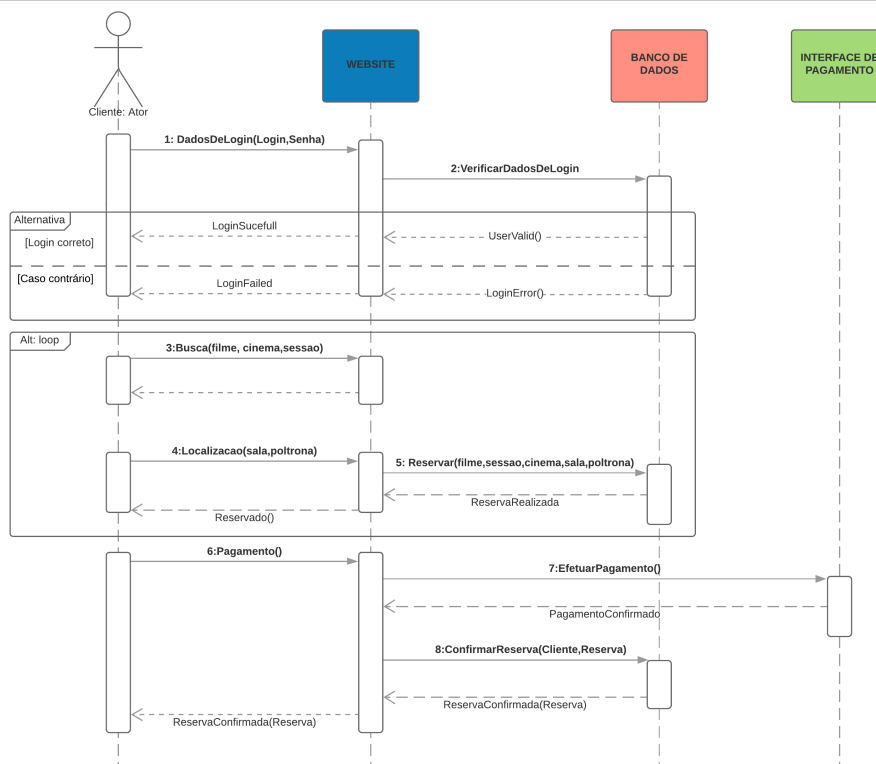 WEBSITE
BANCO DE
DADOS
INTERFACE DE
PAGAMENTO
Cliente: Ator
1: DadosDeLogin(Login,Senha)
2:VerificarDadosDeLogin
Alternativa
LoginSucefull
[Login correto]
UserValid()
[Caso contrário]
LoginFailed
LoginError()
Alt: loop
3:Busca(filme, cinema,sessao)
4:Localizacao(sala,poltrona)
5: Reservar(filme,sessao,cinema,sala,poltrona)
ReservaRealizada
Reservado()
6:Pagamento()
7:EfetuarPagamento()
PagamentoConfirmado
8:ConfirmarReserva(Cliente,Reserva)
ReservaConfirmada(Reserva)
ReservaConfirmada(Reserva)